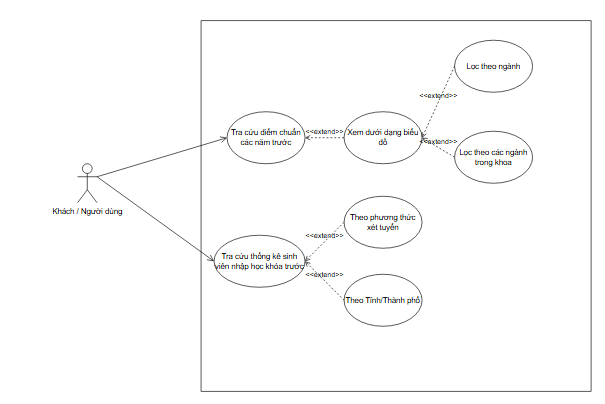 Lọc theo ngành
<<extend>>
Tra cứu điểm chuẩn
các năm trước
<<extend>>
Xem dưới dạng biểu
đồ
<<extend>>
Lọc theo các ngành
trong khoa
Khách / Người dùng
Theo phương thức
xét tuyển
<<extend>>
Tra cứu thống kê sinh
viên nhập học khóa trước
<<extend>>
Theo Tỉnh/Thành phố